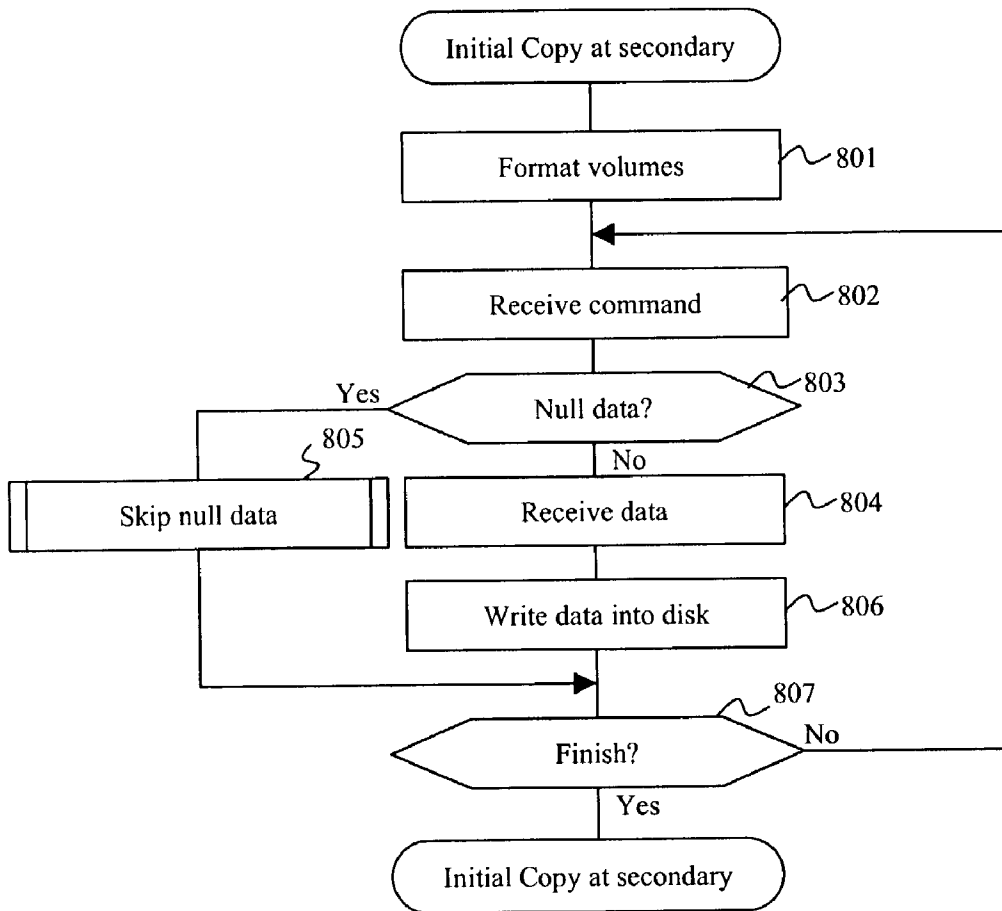 Initial Copy at secondary
Format volumes
801
Receive command
802
803
Yes
Null data?
805
No
Skip null data
Receive data
804
Write data into disk
806
807
Finish?
No
Yes
Initial Copy at secondary